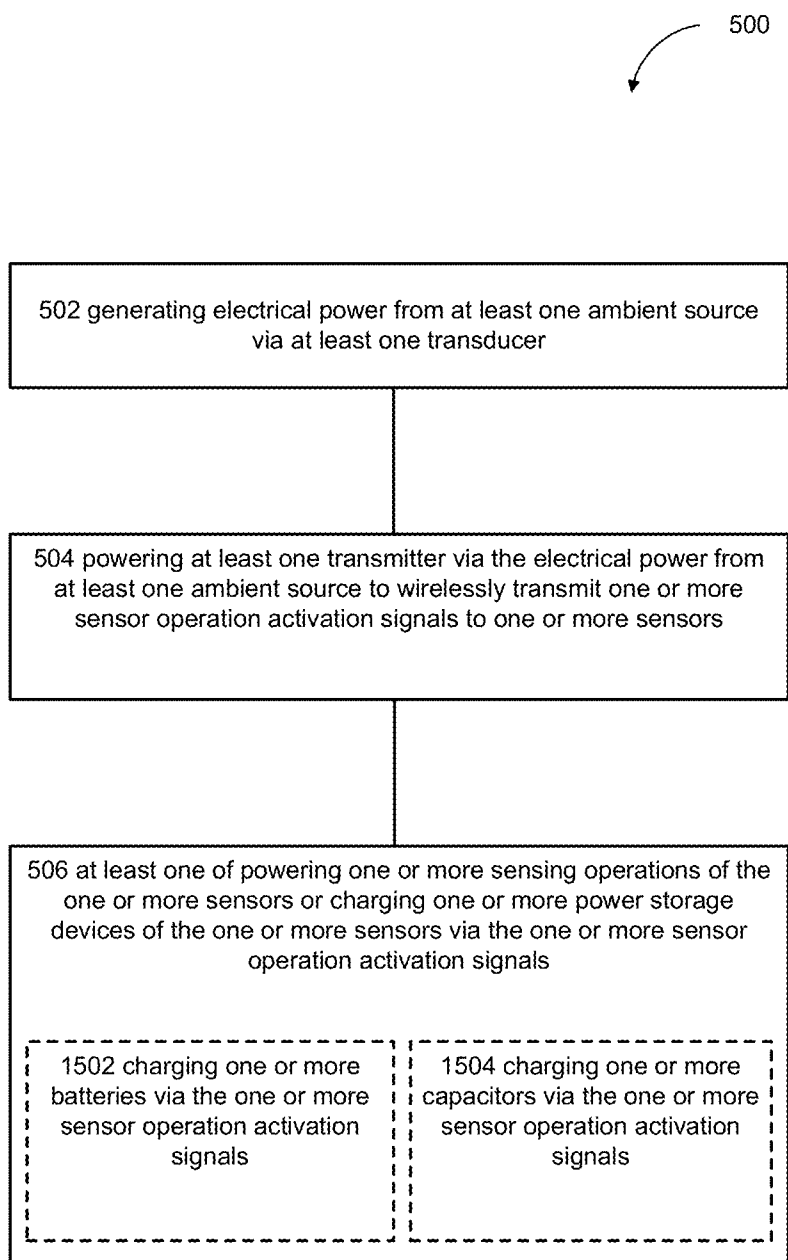 500
502 generating electrical power from at least one ambient source
via at least one transducer
504 powering at least one transmitter via the electrical power from
at least one ambient source to wirelessly transmit one or more
sensor operation activation signals to one or more sensors
506 at least one of powering one or more sensing operations of the
one or more sensors or charging one or more power storage
devices of the one or more sensors via the one or more sensor
operation activation signals
1502 charging one or more
batteries via the one or more
sensor operation activation
signals
1504 charging one or more
capacitors via the one or more
sensor operation activation
signals